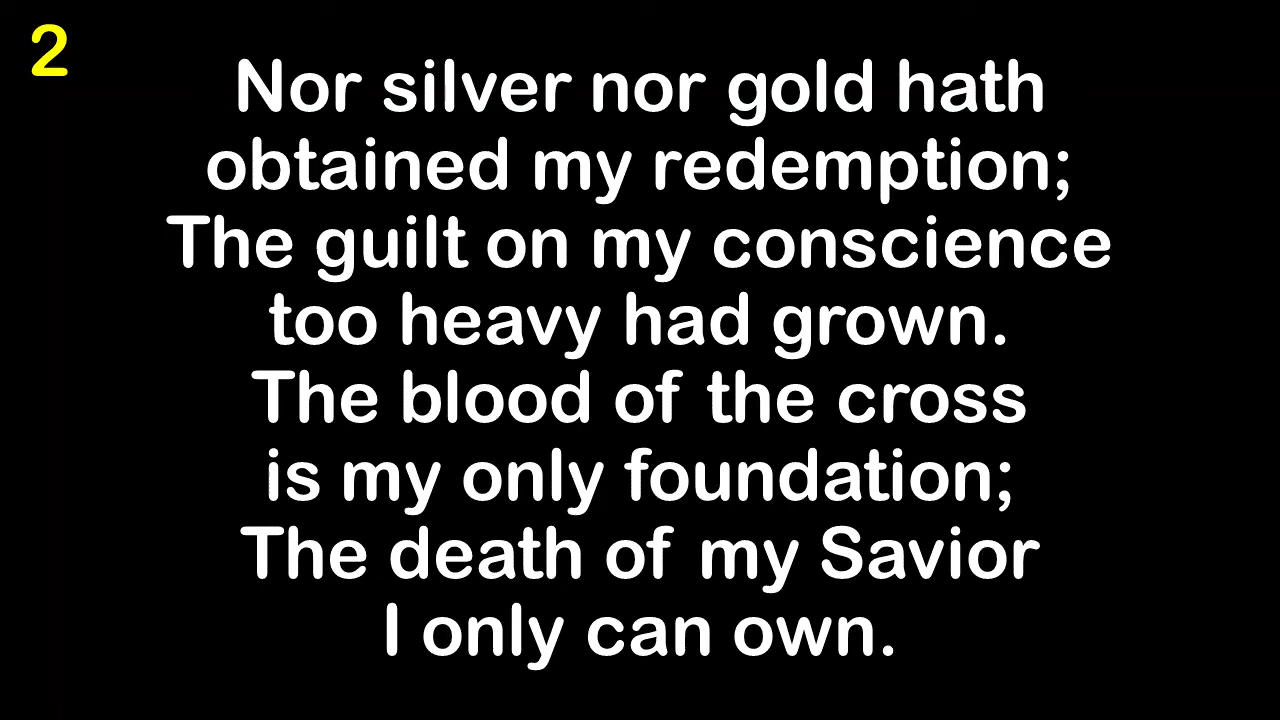 2
Nor silver nor gold hath
obtained my redemption;
The guilt on my conscience
too heavy had grown.
The blood of the cross
is my only foundation;
The death of my Savior
I only can own.